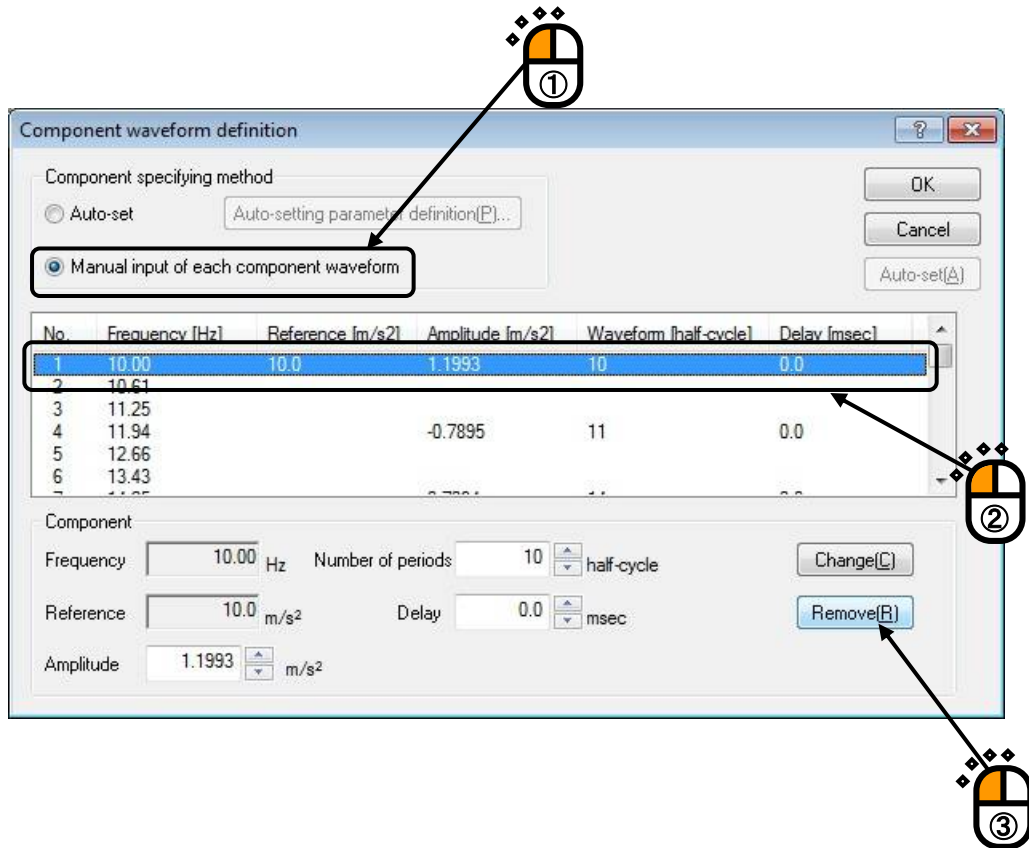 ①
Component waveform definition
Component specifying method
Auto-set Auto-setting parameter definition(P)...
Manual input of each component waveform
OK
Cancel
Auto-set(A)
No. Frequency [Hz] Reference [m/s2] Amplitude [m/s2] Waveform [half-cycle] Delay [msec]
1 10.00 10.0 1.1993 10 0.0
2 10.61
3 11.25
4 11.94 -0.7895 11 0.0
5 12.66
6 13.43
②
Component
Frequency 10.00 Hz Number of periods 10 half-cycle Change(C)
Reference 10.0 m/s2 Delay 0.0 msec Remove(R)
Amplitude 1.1993 m/s2
③